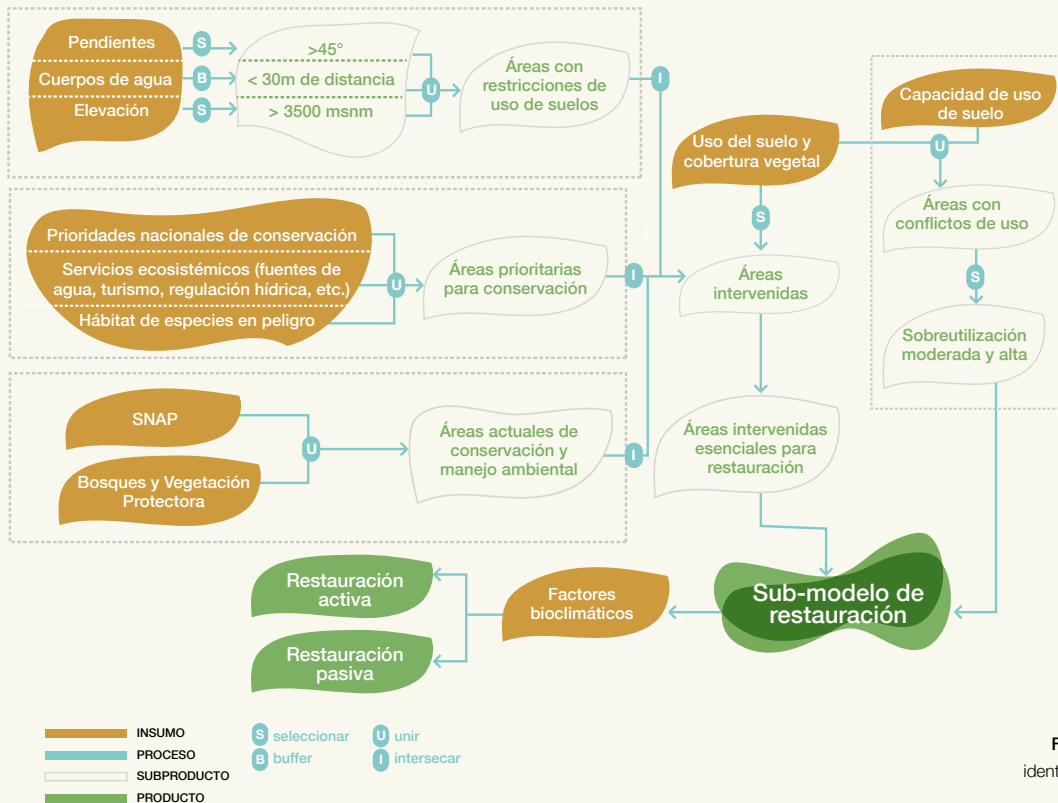 Pendientes
Cuerpos de agua
Elevación
S
B
S
>45°
< 30m de distancia
> 3500 msnm
U
Áreas con
restricciones de
uso de suelos
I
Uso del suelo y
cobertura vegetal
Capacidad de uso
de suelo
U
S
Áreas con
conflictos de uso
S
Sobreutilización
moderada y alta
Prioridades nacionales de conservación
Servicios ecosistémicos (fuentes de
agua, turismo, regulación hídrica, etc.)
Hábitat de especies en peligro
U
Áreas prioritarias
para conservación
I
Áreas
intervenidas
SNAP
Bosques y Vegetación
Protectora
U
Áreas actuales de
conservación y
manejo ambiental
I
Áreas intervenidas
esenciales para
restauración
Restauración
activa
Restauración
pasiva
Factores
bioclimáticos
Sub-modelo de
restauración
INSUMO
PROCESO
SUBPRODUCTO
PRODUCTO
S seleccionar
B buffer
U unir
I intersecar
F
ident